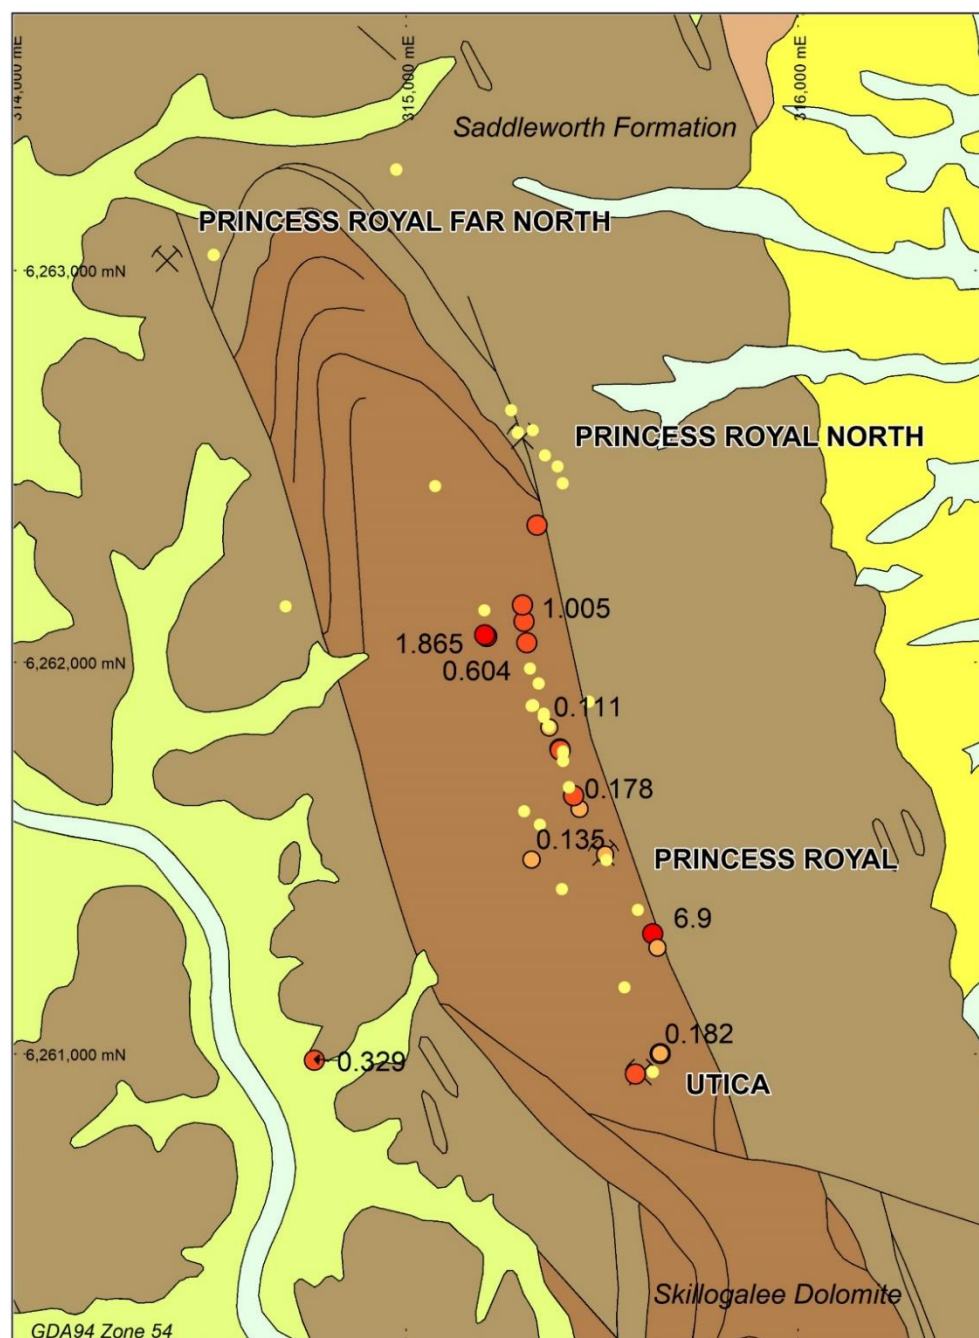 314,000 mE
315,000 mE
316,000 mE
Saddleworth Formation
PRINCESS ROYAL FAR NORTH
6,263,000 mN
PRINCESS ROYAL NORTH
1.005
1.865
6,262,000 mN
0.604
0.111
0.178
0.135
PRINCESS ROYAL
6.9
0.182
6,261,000 mN
0.329
UTICA
Skillogalee Dolomite
GDA94 Zone 54